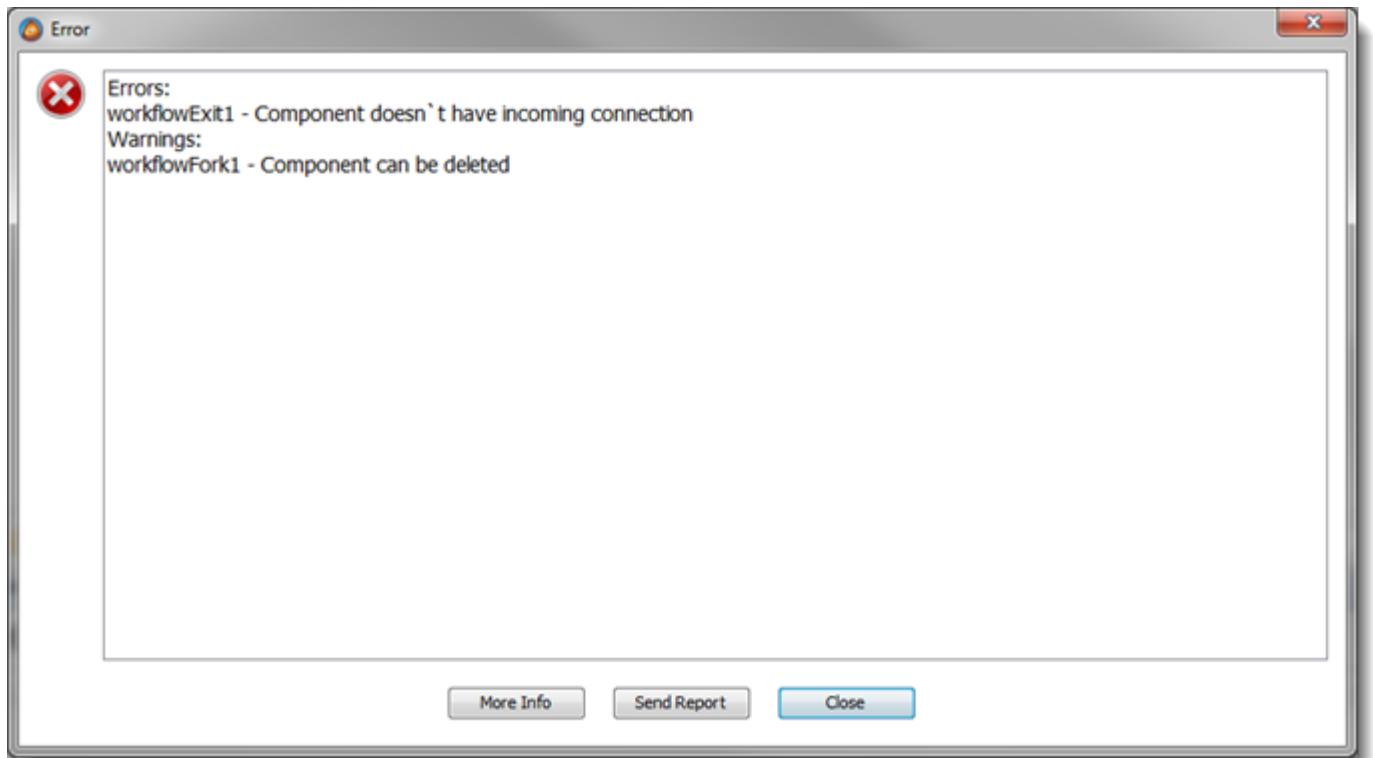 Error
Errors:
workflowExit1 - Component doesn`t have incoming connection
Warnings:
workflowFork1 - Component can be deleted
More Info
Send Report
Close